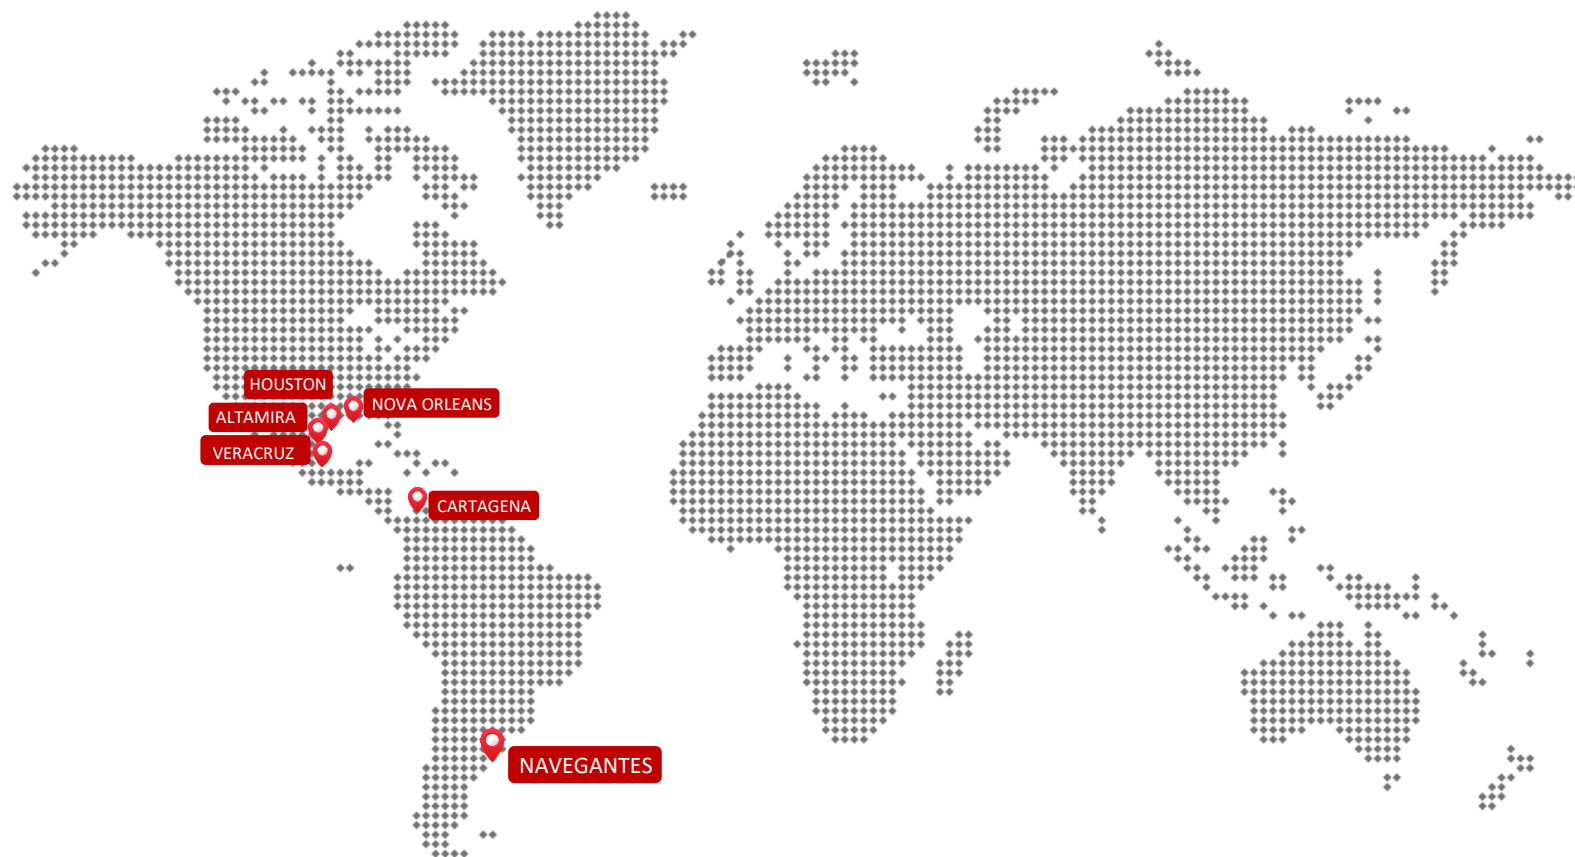 HOUSTON
NOVA ORLEANS
ALTAMIRA
VERACRUZ
CARTAGENA
NAVEGANTES